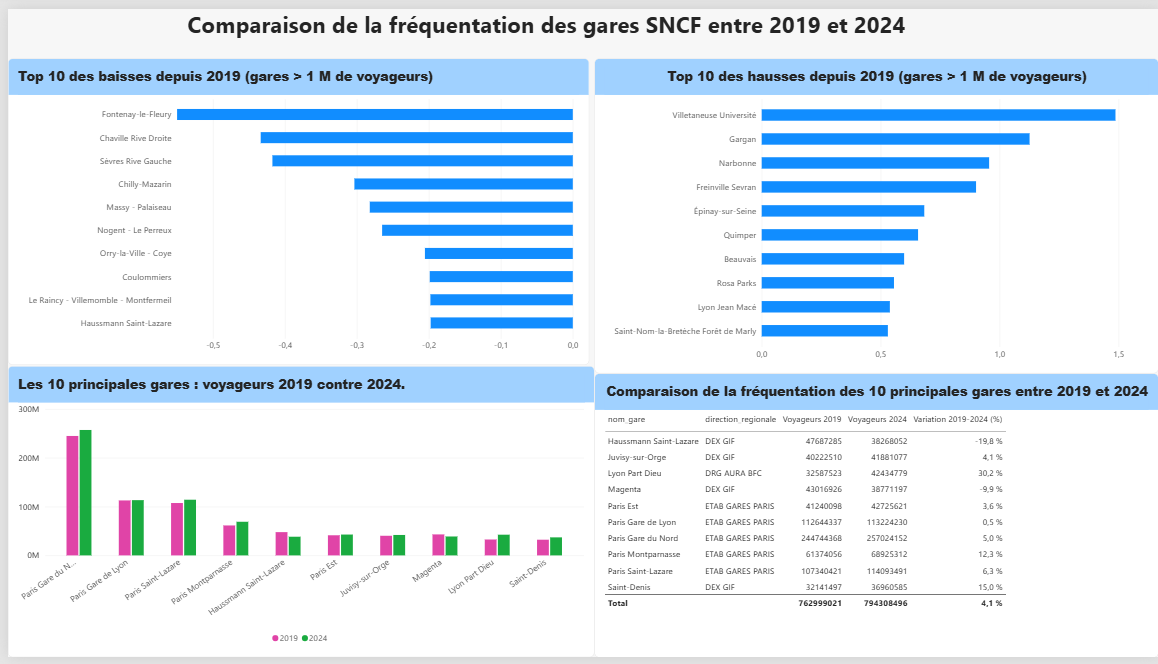 Comparaison de la fréquentation des gares SNCF entre 2019 et 2024
Top 10 des baisses depuis 2019 (gares > 1 M de voyageurs)
Fontenay-le-Fleury
Chaville Rive Droite
Sèvres Rive Gauche
Chilly-Mazarin
Massy - Palaiseau
Nogent - Le Perreux
Orry-la-Ville - Coye
Coulommiers
Le Raincy - Villemomble - Montfermeil
Haussmann Saint-Lazare
-0,5 -0,4 -0,3 -0,2 -0,1 0,0
Top 10 des hausses depuis 2019 (gares > 1 M de voyageurs)
Villetaneuse Université
Gargan
Narbonne
Freinville Sevran
Épinay-sur-Seine
Quimper
Beauvais
Rosa Parks
Lyon Jean Macé
Saint-Nom-la-Bretèche Forêt de Marly
0,0 0,5 1,0 1,5
Les 10 principales gares : voyageurs 2019 contre 2024.
300M
200M
100M
0M
Paris Gare du N...
Paris Gare de Lyon
Paris Saint-Lazare
Paris Montparnasse
Haussmann Saint-Lazare
Paris Est
Juvisy-sur-Orge
Magenta
Lyon Part Dieu
Saint-Denis
2019 2024
Comparaison de la fréquentation des 10 principales gares entre 2019 et 2024
nom_gare direction_regionale Voyageurs 2019 Voyageurs 2024 Variation 2019-2024 (%)
Haussmann Saint-Lazare DEX GIF 47687285 38268052 -19,8 %
Juvisy-sur-Orge DEX GIF 40222510 41881077 4,1 %
Lyon Part Dieu DRG AURA BFC 32587523 42434779 30,2 %
Magenta DEX GIF 43016926 38771197 -9,9 %
Paris Est ETAB GARES PARIS 41240098 42725621 3,6 %
Paris Gare de Lyon ETAB GARES PARIS 112644337 113224230 0,5 %
Paris Gare du Nord ETAB GARES PARIS 244744368 257024152 5,0 %
Paris Montparnasse ETAB GARES PARIS 61374056 68925312 12,3 %
Paris Saint-Lazare ETAB GARES PARIS 107340421 114093491 6,3 %
Saint-Denis DEX GIF 32141497 36960585 15,0 %
Total 762999021 794308496 4,1 %